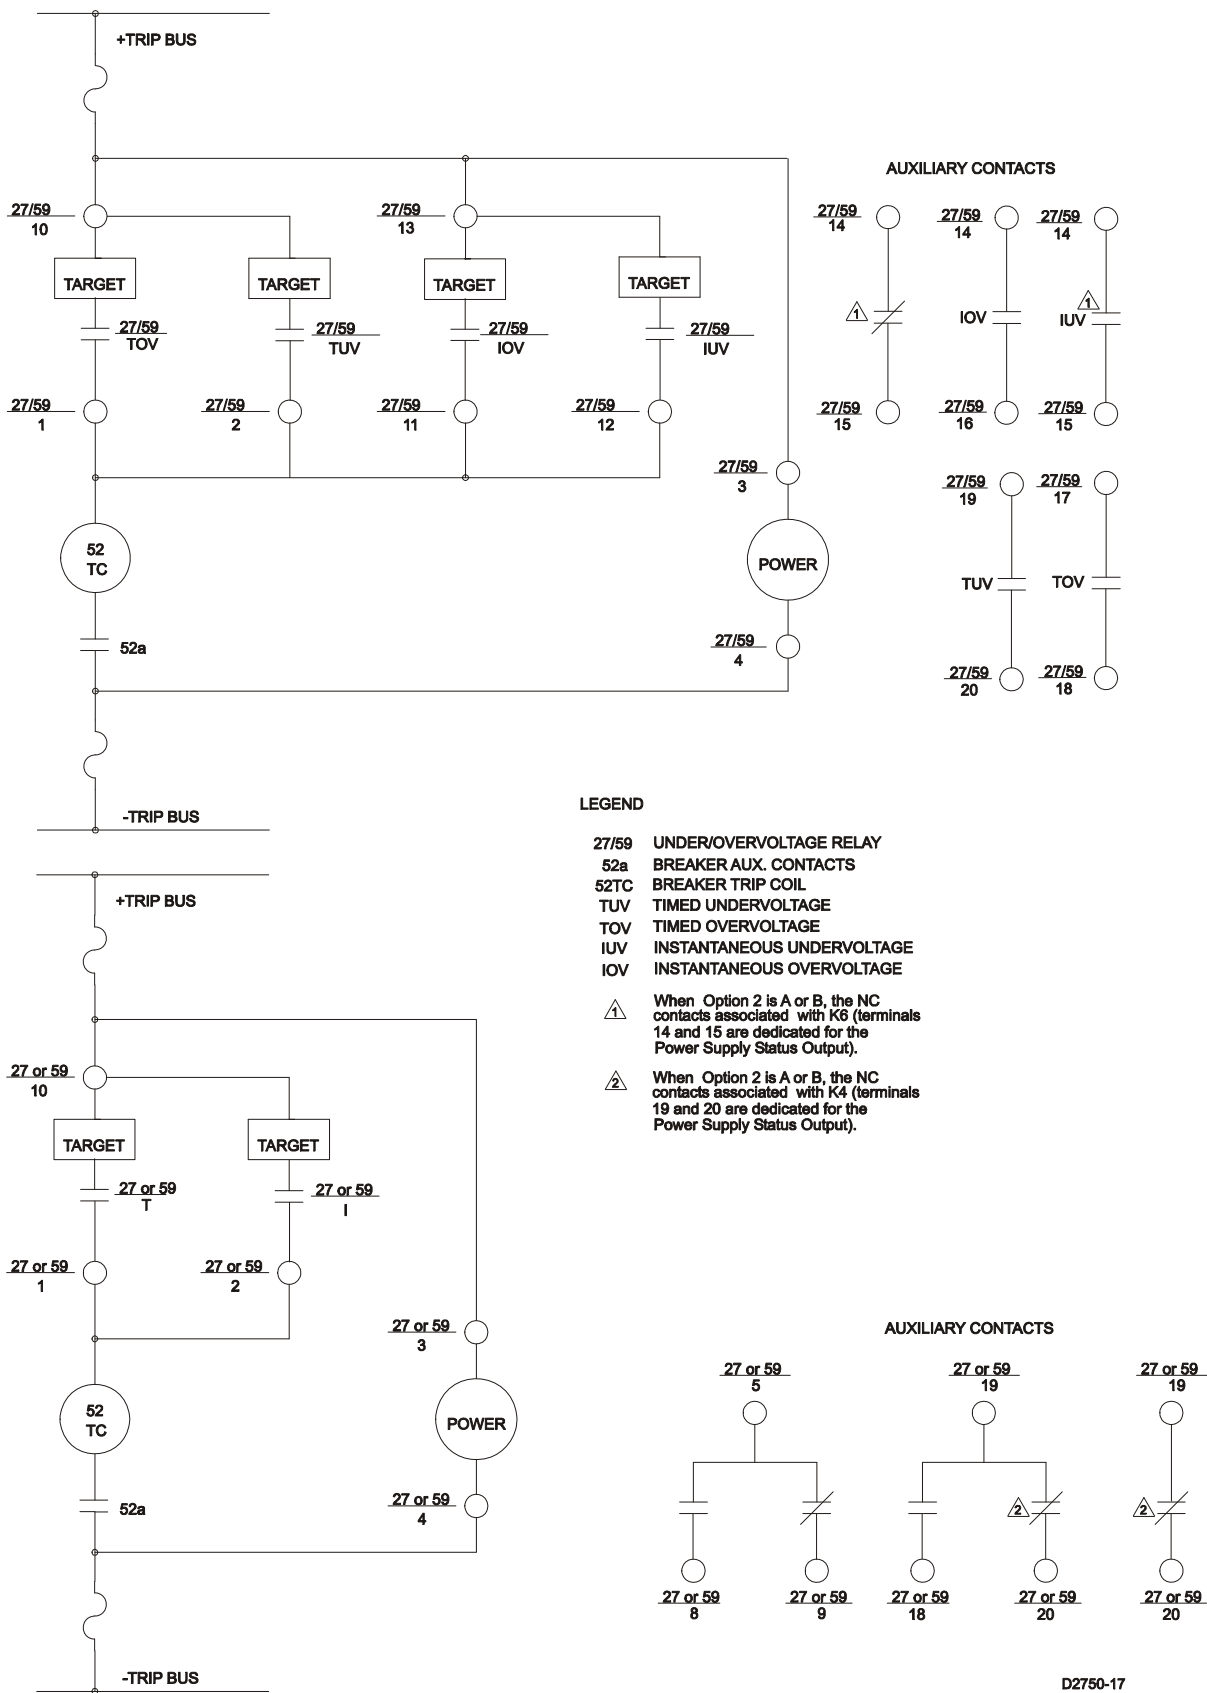 +TRIP BUS
AUXILIARY CONTACTS
27/59
10
27/59
13
27/59
14
27/59
14
27/59
14
TARGET
TARGET
TARGET
TARGET
27/59
TOV
27/59
TUV
27/59
IOV
27/59
IUV
1
IOV
1
IUV
27/59
1
27/59
2
27/59
11
27/59
12
27/59
15
27/59
16
27/59
15
27/59
3
27/59
19
27/59
17
52
TC
POWER
TUV
TOV
52a
27/59
4
27/59
20
27/59
18
-TRIP BUS
LEGEND
27/59 UNDER/OVERVOLTAGE RELAY
52a BREAKER AUX. CONTACTS
52TC BREAKER TRIP COIL
TUV TIMED UNDERVOLTAGE
TOV TIMED OVERVOLTAGE
IUV INSTANTANEOUS UNDERVOLTAGE
IOV INSTANTANEOUS OVERVOLTAGE
1 When Option 2 is A or B, the NC
contacts associated with K6 (terminals
14 and 15 are dedicated for the
Power Supply Status Output).
2 When Option 2 is A or B, the NC
contacts associated with K4 (terminals
19 and 20 are dedicated for the
Power Supply Status Output).
+TRIP BUS
27 or 59
10
TARGET
TARGET
27 or 59
T
27 or 59
I
27 or 59
1
27 or 59
2
27 or 59
3
52
TC
POWER
52a
27 or 59
4
-TRIP BUS
AUXILIARY CONTACTS
27 or 59
5
27 or 59
19
27 or 59
19
2
2
27 or 59
8
27 or 59
9
27 or 59
18
27 or 59
20
27 or 59
20
D2750-17